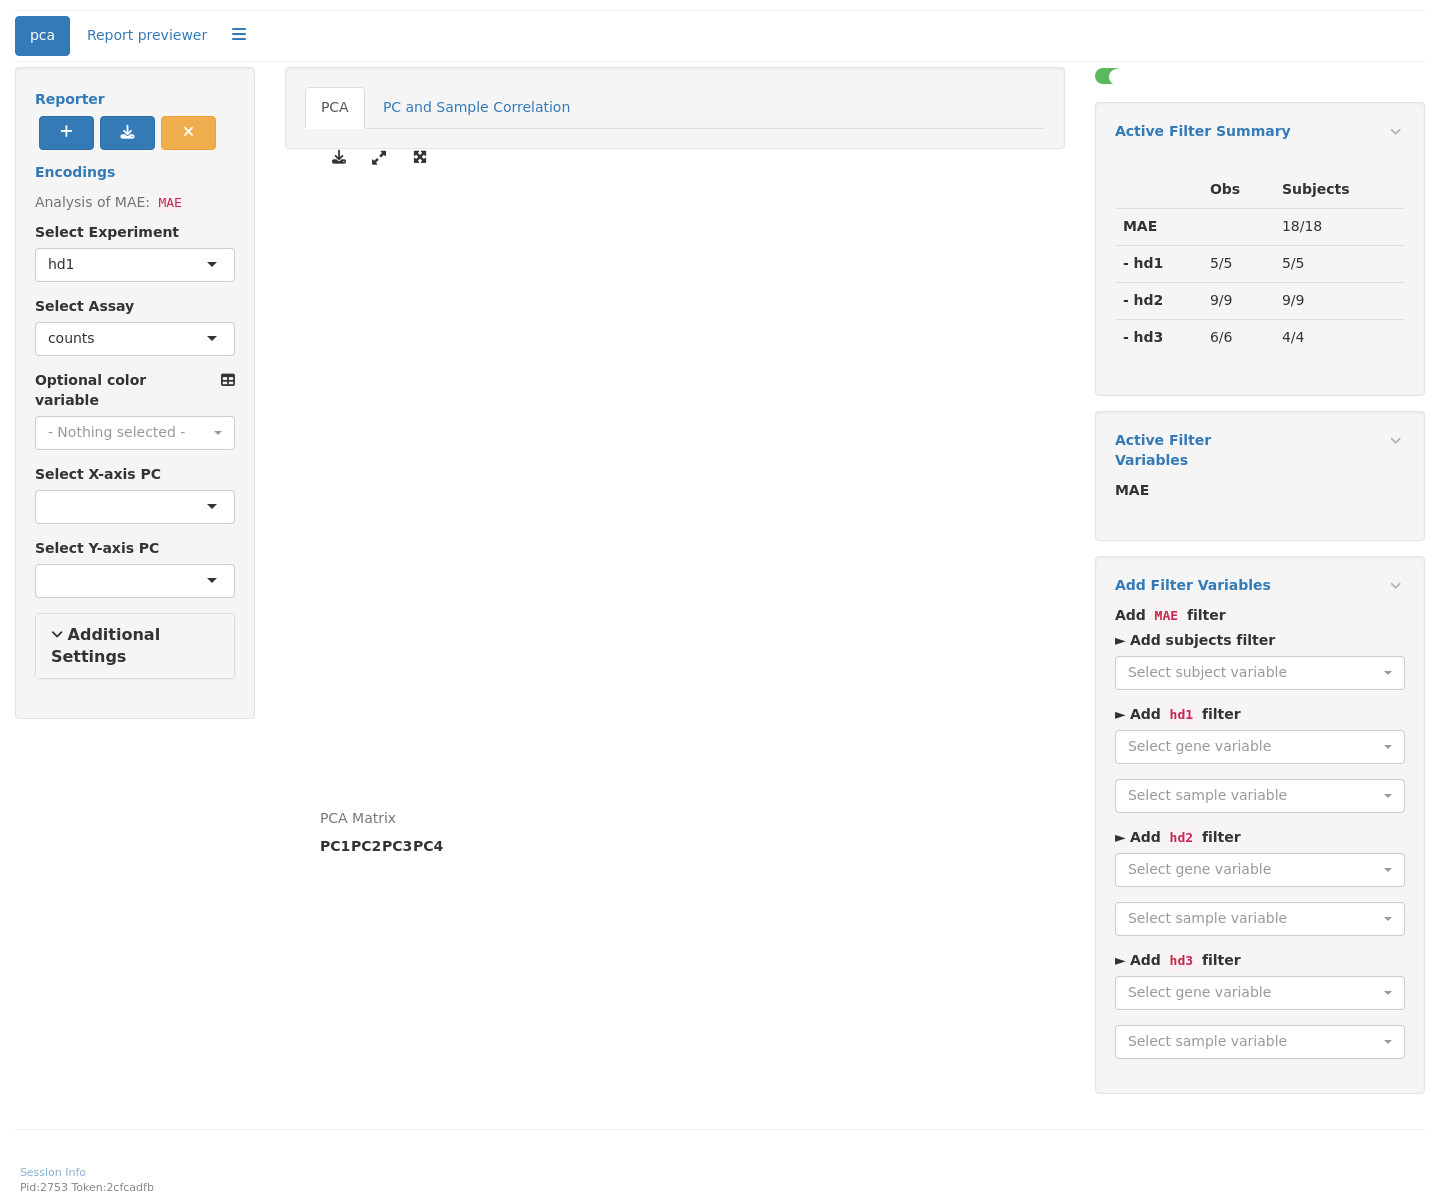 pca
Report previewer
Reporter
Encodings
Analysis of MAE: MAE
Select Experiment
hd1
Select Assay
counts
Optional color
variable
- Nothing selected -
Select X-axis PC
Select Y-axis PC
Additional
Settings
PCA
PC and Sample Correlation
PCA Matrix
PC1PC2PC3PC4
Active Filter Summary
Obs Subjects
MAE 18/18
- hd1 5/5 5/5
- hd2 9/9 9/9
- hd3 6/6 4/4
Active Filter
Variables
MAE
Add Filter Variables
Add MAE filter
► Add subjects filter
Select subject variable
► Add hd1 filter
Select gene variable
Select sample variable
► Add hd2 filter
Select gene variable
Select sample variable
► Add hd3 filter
Select gene variable
Select sample variable
Session Info
Pid:2753 Token:2cfcadfb